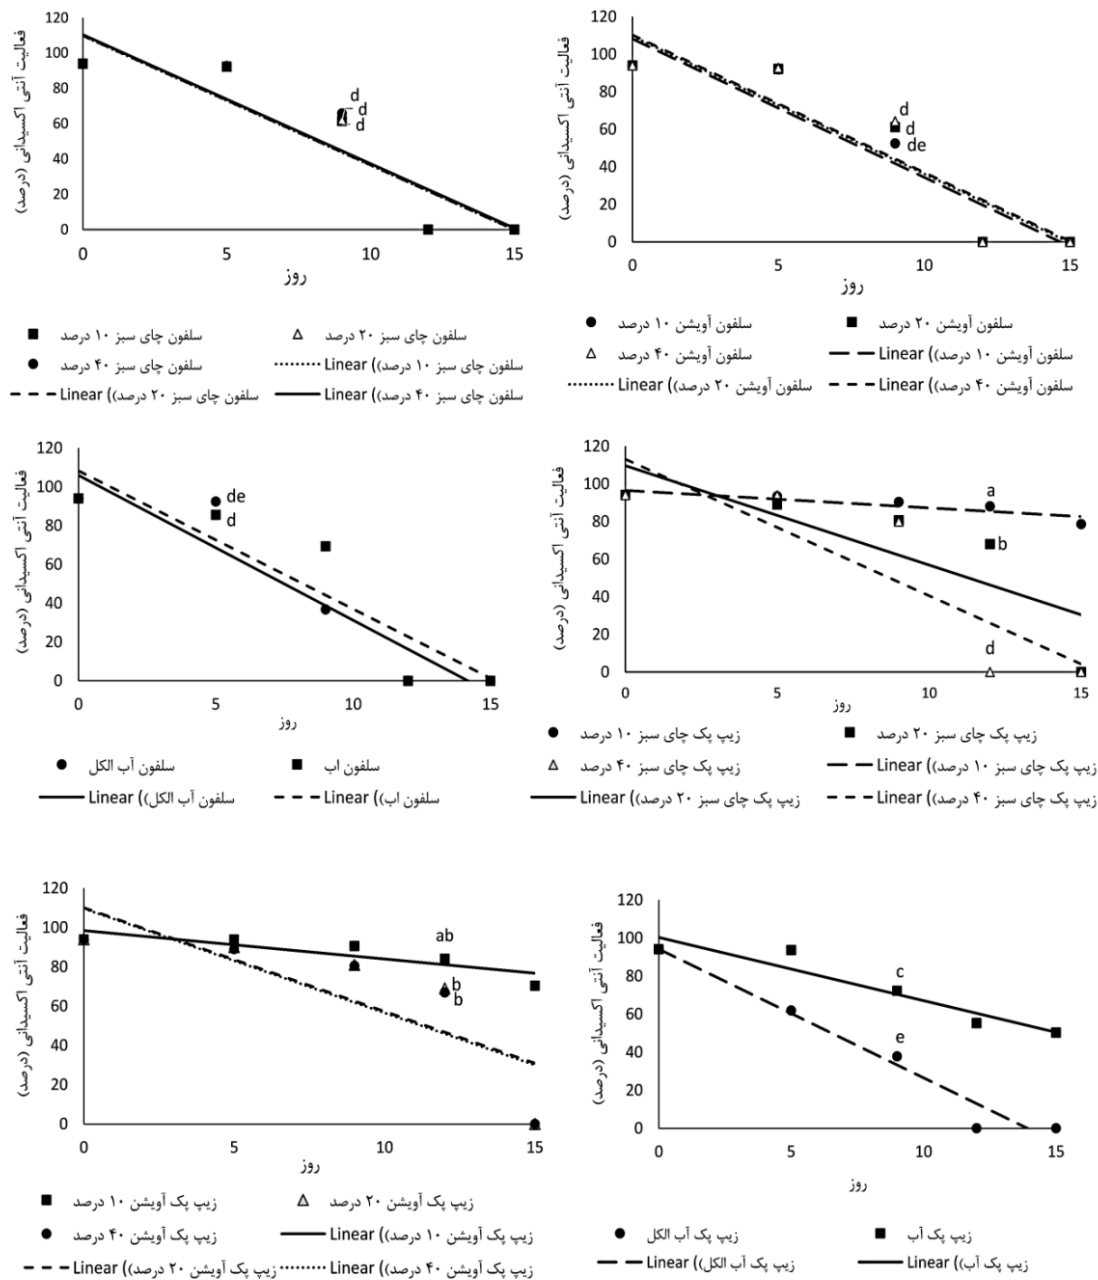 فعالیت آنتی اکسیدانی (درصد)
120
100
80
60
40
20
0
d
d
d
0
5
10
15
روز
سلفون چای سبز ۱۰ درصد
سلفون چای سبز ۲۰ درصد
سلفون چای سبز ۴۰ درصد
Linear ((سلفون چای سبز ۱۰ درصد
Linear ((سلفون چای سبز ۲۰ درصد
Linear ((سلفون چای سبز ۴۰ درصد
فعالیت آنتی اکسیدانی (درصد)
120
100
80
60
40
20
0
d
d
de
0
5
10
15
روز
سلفون آویشن ۱۰ درصد
سلفون آویشن ۲۰ درصد
سلفون آویشن ۴۰ درصد
Linear ((سلفون آویشن ۱۰ درصد
Linear ((سلفون آویشن ۲۰ درصد
Linear ((سلفون آویشن ۴۰ درصد
فعالیت آنتی اکسیدانی (درصد)
120
100
80
60
40
20
0
de
d
0
5
10
15
روز
سلفون آب الکل
سلفون اب
Linear ((سلفون آب الکل
Linear ((سلفون اب
فعالیت آنتی اکسیدانی (درصد)
120
100
80
60
40
20
0
a
b
d
0
5
10
15
روز
زیپ پک چای سبز ۱۰ درصد
زیپ پک چای سبز ۲۰ درصد
زیپ پک چای سبز ۴۰ درصد
Linear ((زیپ پک چای سبز ۱۰ درصد
Linear ((زیپ پک چای سبز ۲۰ درصد
Linear ((زیپ پک چای سبز ۴۰ درصد
فعالیت آنتی اکسیدانی (درصد)
120
100
80
60
40
20
0
ab
b
b
0
5
10
15
روز
زیپ پک آویشن ۱۰ درصد
زیپ پک آویشن ۲۰ درصد
زیپ پک آویشن ۴۰ درصد
Linear ((زیپ پک آویشن ۱۰ درصد
Linear ((زیپ پک آویشن ۲۰ درصد
Linear ((زیپ پک آویشن ۴۰ درصد
فعالیت آنتی اکسیدانی (درصد)
120
100
80
60
40
20
0
c
e
0
5
10
15
روز
زیپ پک آب الکل
زیپ پک آب
Linear ((زیپ پک آب الکل
Linear ((زیپ پک آب